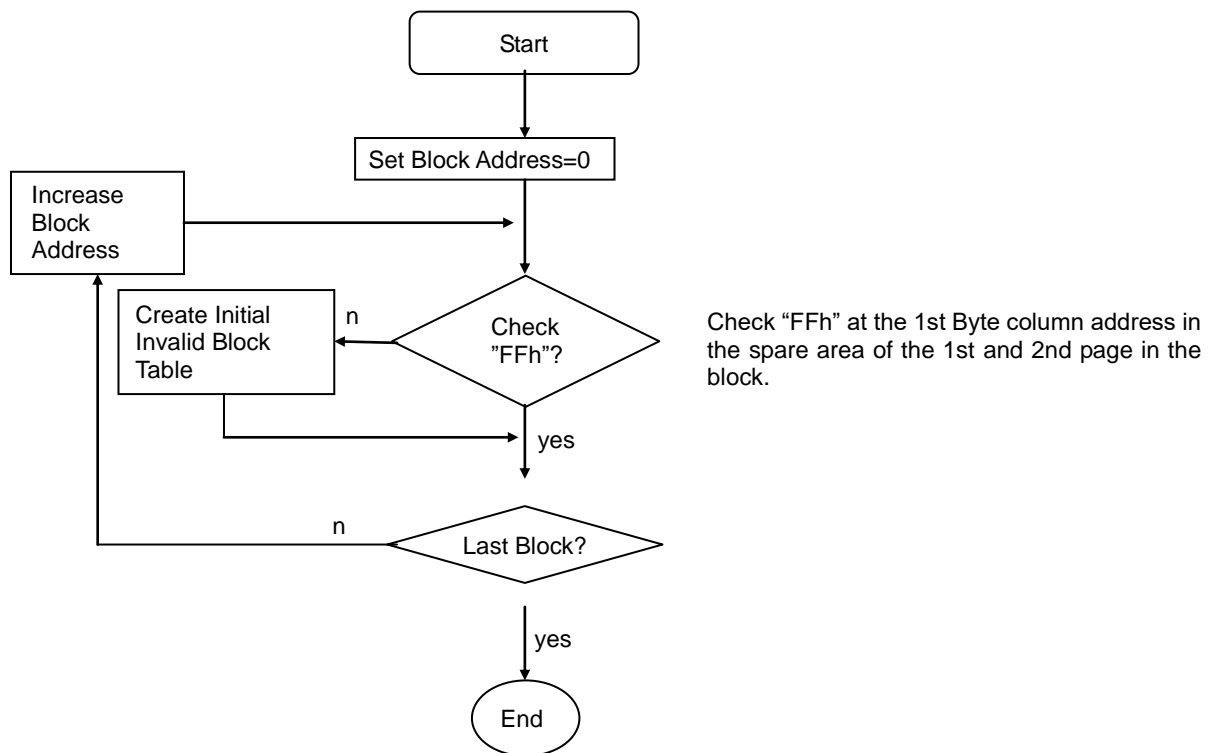 Start
Set Block Address=0
Increase
Block
Address
Create Initial
Invalid Block
Table
n
Check
”FFh”?
Check “FFh” at the 1st Byte column address in
the spare area of the 1st and 2nd page in the
block.
yes
n
Last Block?
yes
End